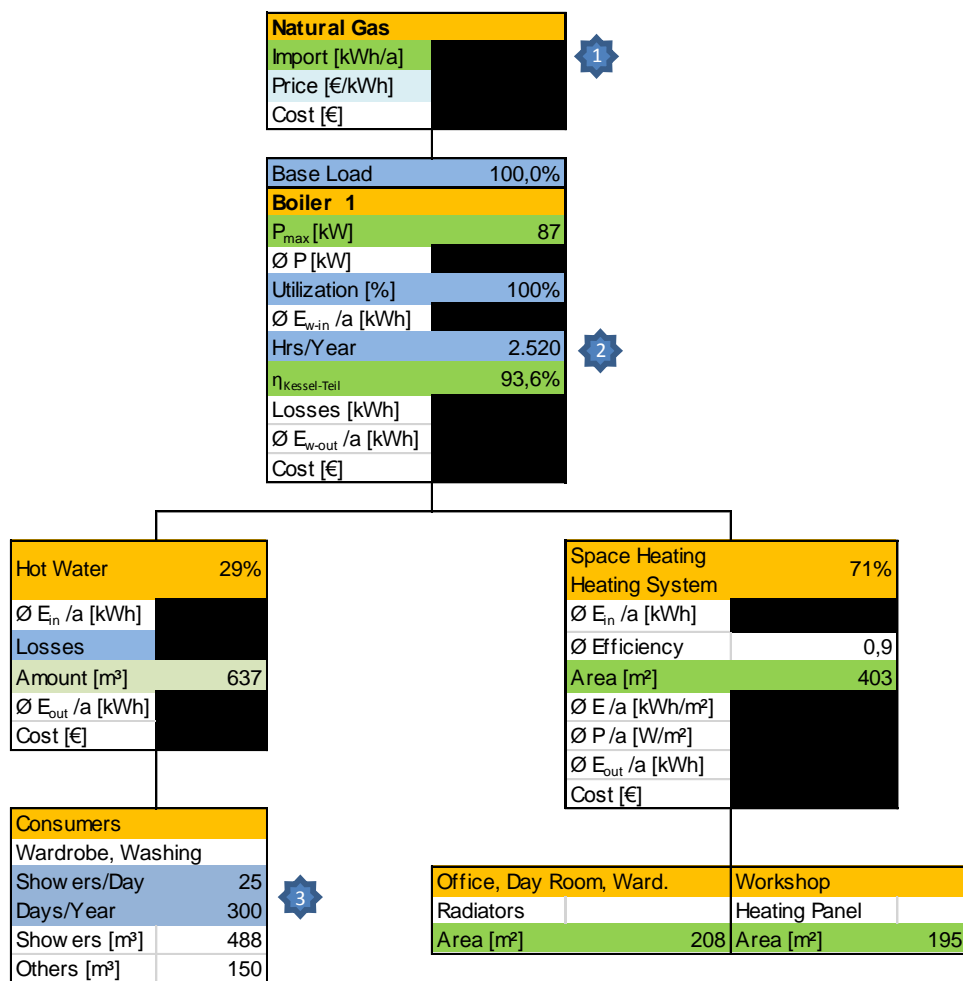 Natural Gas
Import [kWh/a]
1
Price [€/kWh]
Cost [€]
Base Load 100,0%
Boiler 1
Pmax [kW] 87
Ø P [kW]
Utilization [%] 100%
Ø Ew-in /a [kWh]
Hrs/Year 2.520
2
ηKessel-Teil 93,6%
Losses [kWh]
Ø Ew-out /a [kWh]
Cost [€]
Hot Water 29%
Ø Ein /a [kWh]
Losses
Amount [m³] 637
Ø Eout /a [kWh]
Cost [€]
Space Heating
Heating System 71%
Ø Ein /a [kWh]
Ø Efficiency 0,9
Area [m²] 403
Ø E /a [kWh/m²]
Ø P /a [W/m²]
Ø Eout /a [kWh]
Cost [€]
Consumers
Wardrobe, Washing
Showers/Day 25
3
Days/Year 300
Showers [m³] 488
Others [m³] 150
Office, Day Room, Ward.
Radiators
Area [m²] 208
Workshop
Heating Panel
Area [m²] 195